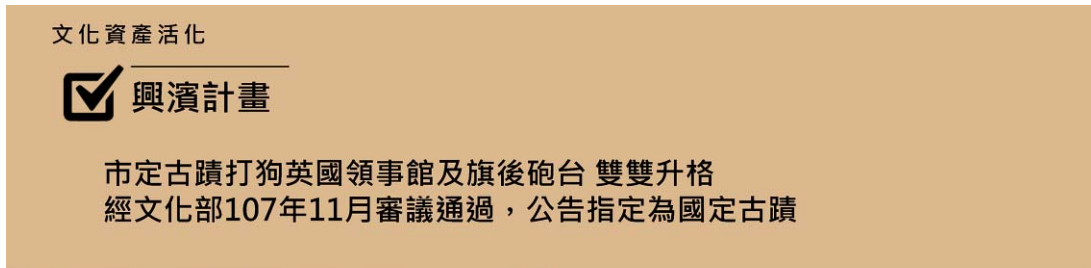 文化資產活化
興濱計畫
市定古蹟打狗英國領事館及旗後砲台 雙雙升格
經文化部107年11月審議通過，公告指定為國定古蹟